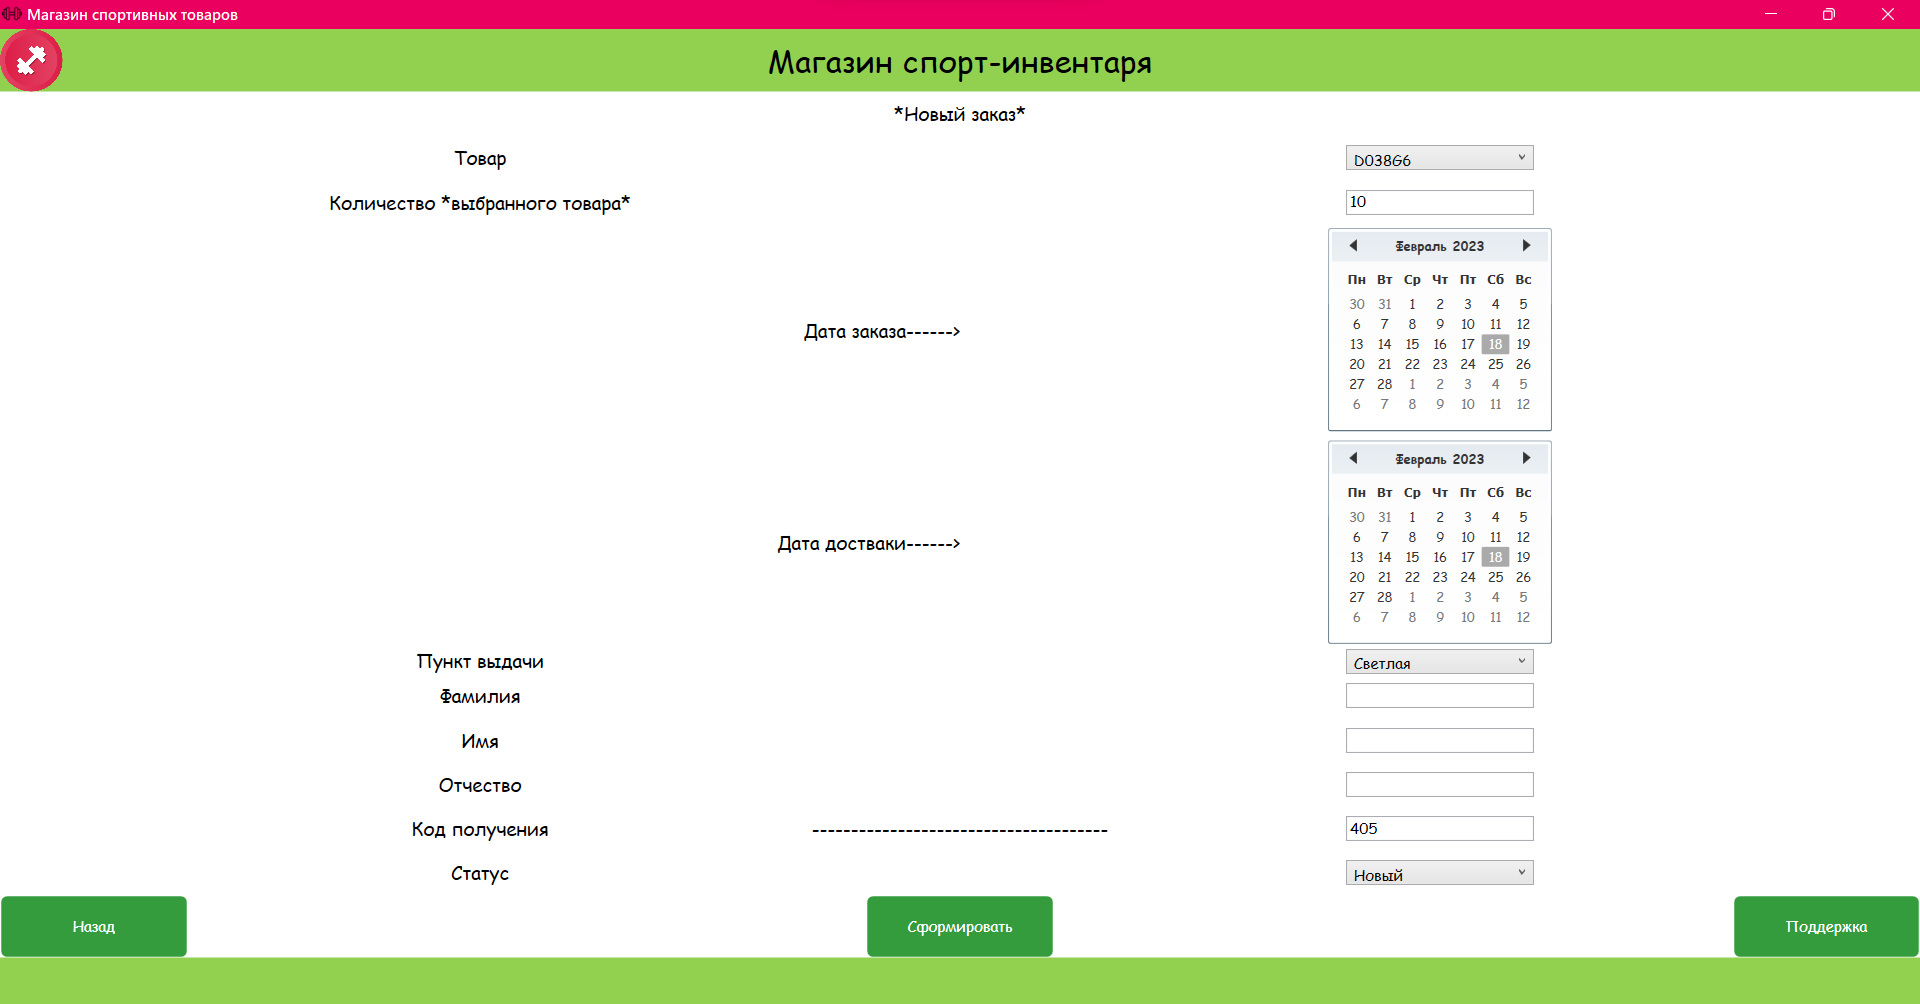 Магазин спортивных товаров
Магазин спорт-инвентаря
*Новый заказ*
Товар
D038G6
Количество *выбранного товара*
10
Февраль 2023
Пн Вт Ср Чт Пт Сб Вс
30 31 1 2 3 4 5
6 7 8 9 10 11 12
13 14 15 16 17 18 19
20 21 22 23 24 25 26
27 28 1 2 3 4 5
6 7 8 9 10 11 12
Дата заказа------>
Февраль 2023
Пн Вт Ср Чт Пт Сб Вс
30 31 1 2 3 4 5
6 7 8 9 10 11 12
13 14 15 16 17 18 19
20 21 22 23 24 25 26
27 28 1 2 3 4 5
6 7 8 9 10 11 12
Дата достваки------>
Пункт выдачи
Светлая
Фамилия
Имя
Отчество
Код получения
--------------------------------------
405
Статус
Новый
Назад
Сформировать
Поддержка